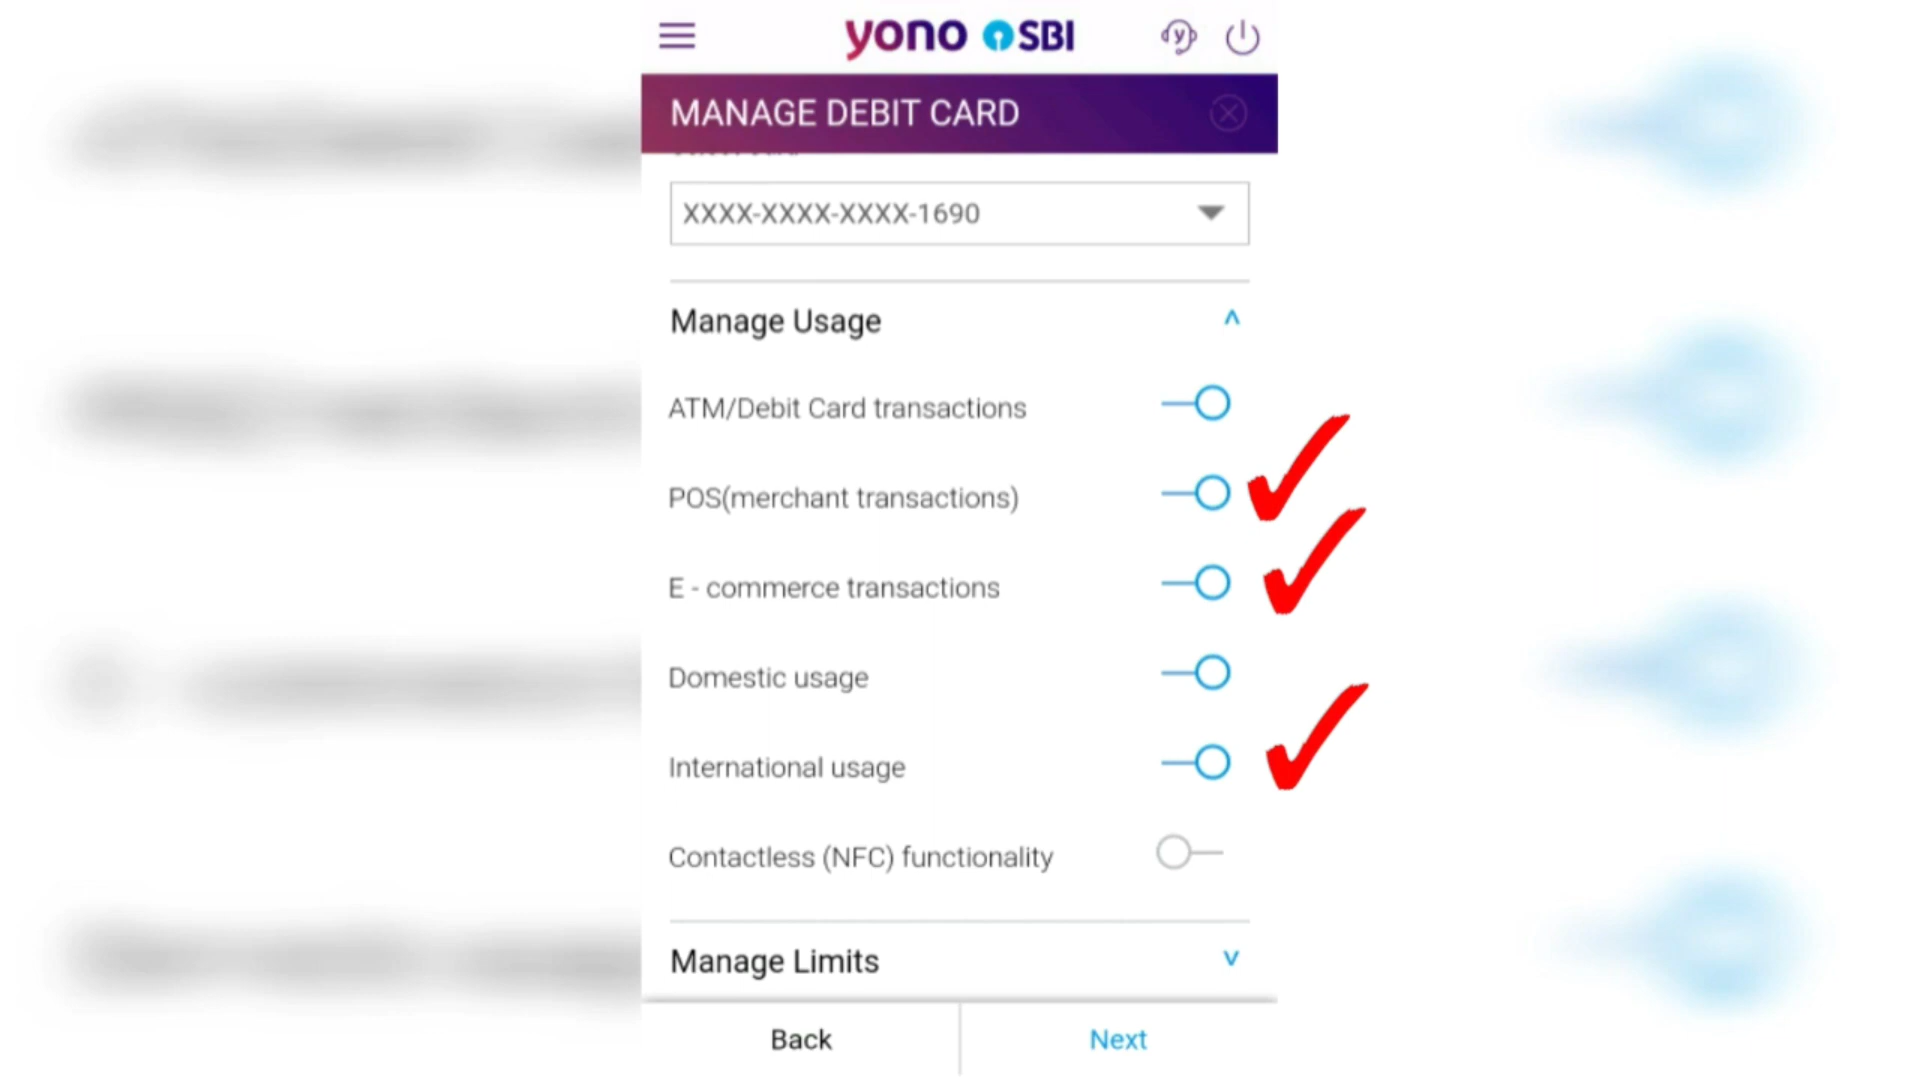 yono SBI
MANAGE DEBIT CARD
XXXX-XXXX-XXXX-1690
Manage Usage
ATM/Debit Card transactions
POS(merchant transactions)
E - commerce transactions
Domestic usage
International usage
Contactless (NFC) functionality
Manage Limits
Back
Next